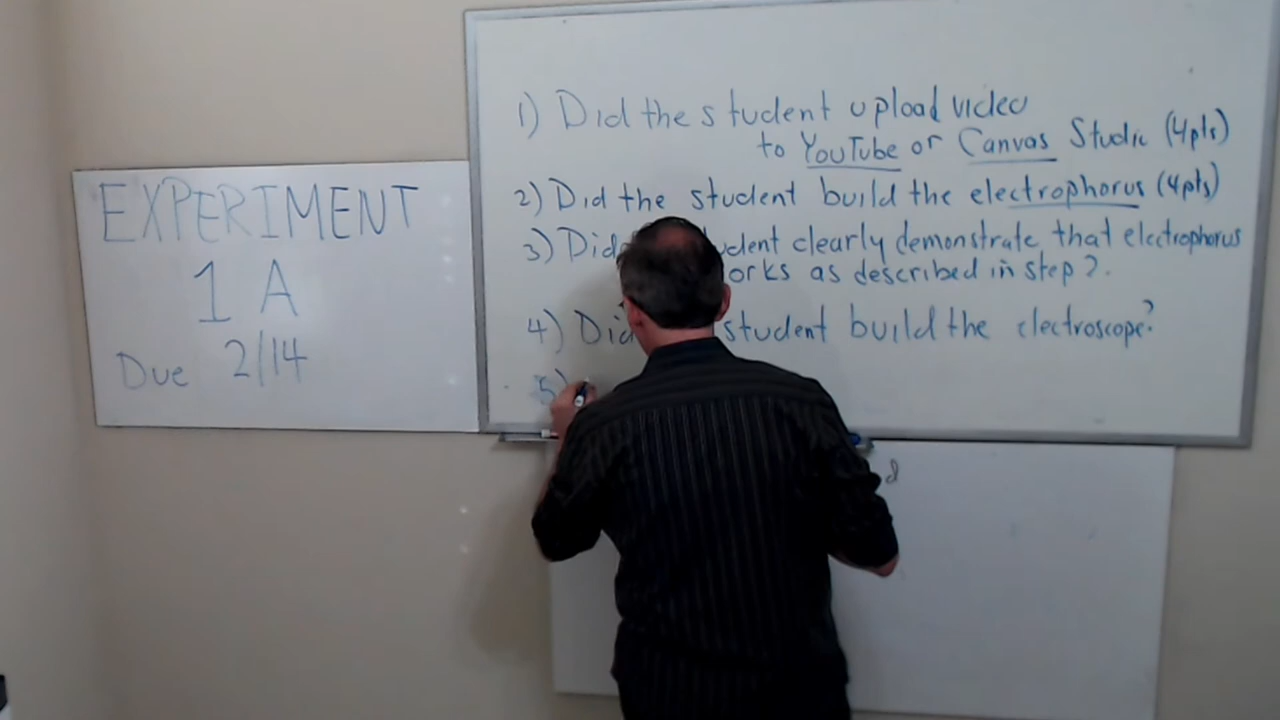 EXPERIMENT
1 A
Due 2/14
1) Did the student upload video
to YouTube or Canvas Studio (4pts)
2) Did the student build the electrophorus (4pts)
3) Did clearly demonstrate that electrophorus
as described in step 2.
4) Did student build the electroscope?
5)
d